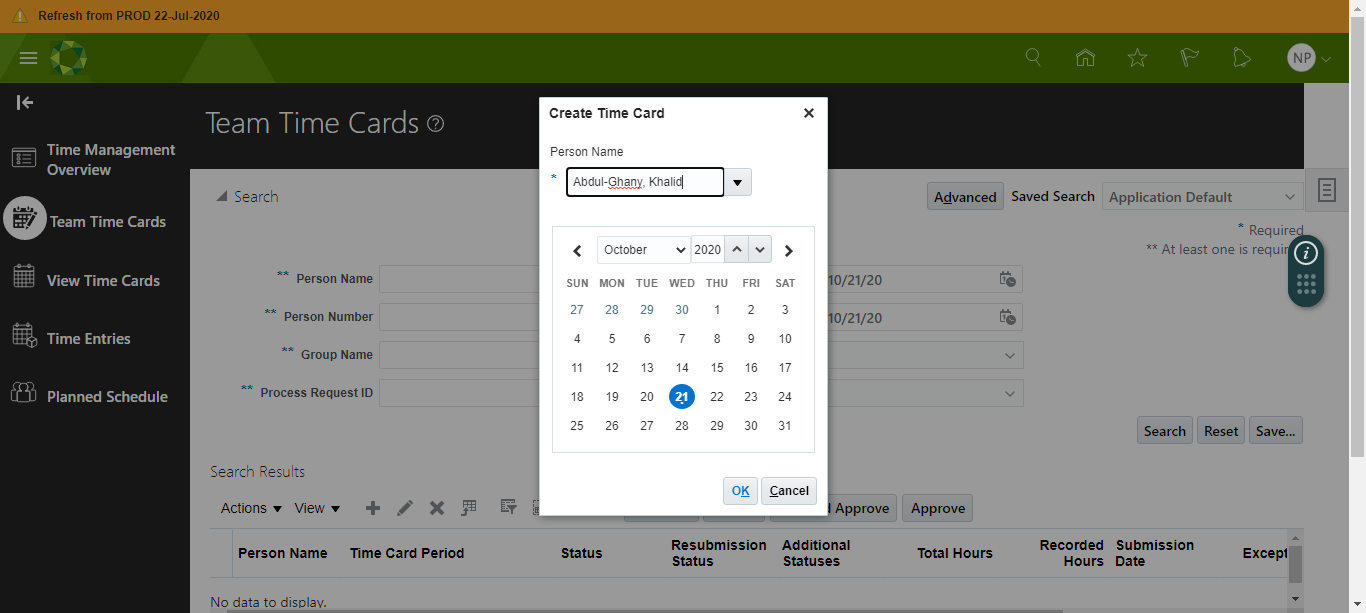 Refresh from PROD 22-Jul-2020
NP
Time Management
Overview
Team Time Cards
View Time Cards
Time Entries
Planned Schedule
Team Time Cards ?
Search
Advanced
Saved Search
Application Default
* Required
** At least one is requir
** Person Name
** Person Number
** Group Name
** Process Request ID
10/21/20
10/21/20
Search
Reset
Save...
Create Time Card
Person Name
* Abdul-Ghany, Khalid
October 2020
SUN MON TUE WED THU FRI SAT
27 28 29 30 1 2 3
4 5 6 7 8 9 10
11 12 13 14 15 16 17
18 19 20 21 22 23 24
25 26 27 28 29 30 31
OK
Cancel
Search Results
Actions
View
Approve
Approve
Person Name
Time Card Period
Status
Resubmission
Status
Additional
Statuses
Total Hours
Recorded
Hours
Submission
Date
Except
No data to display.